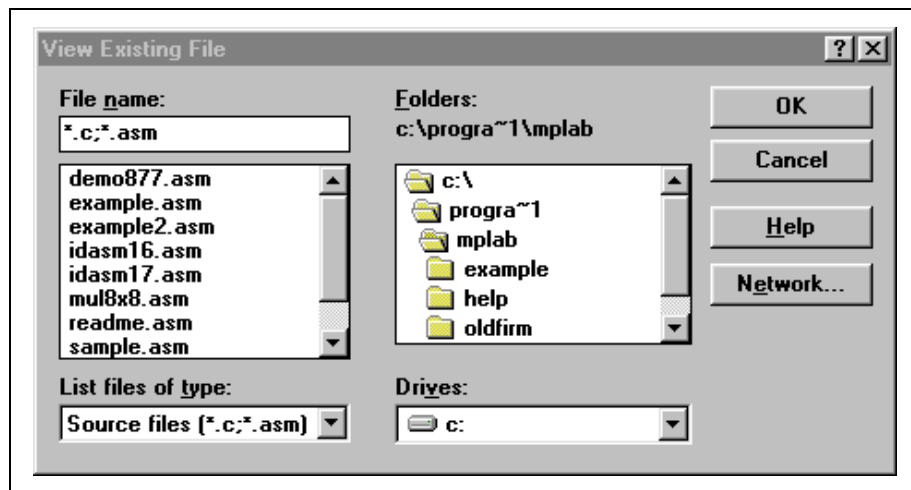 View Existing File
File name:
*.c;*.asm
demo877.asm
example.asm
example2.asm
idasm16.asm
idasm17.asm
mul8x8.asm
readme.asm
sample.asm
List files of type:
Source files (*.c;*.asm)
Folders:
c:\progra~1\mplab
c:\
progra~1
mplab
example
help
oldfirm
Drives:
c:
OK
Cancel
Help
Network...